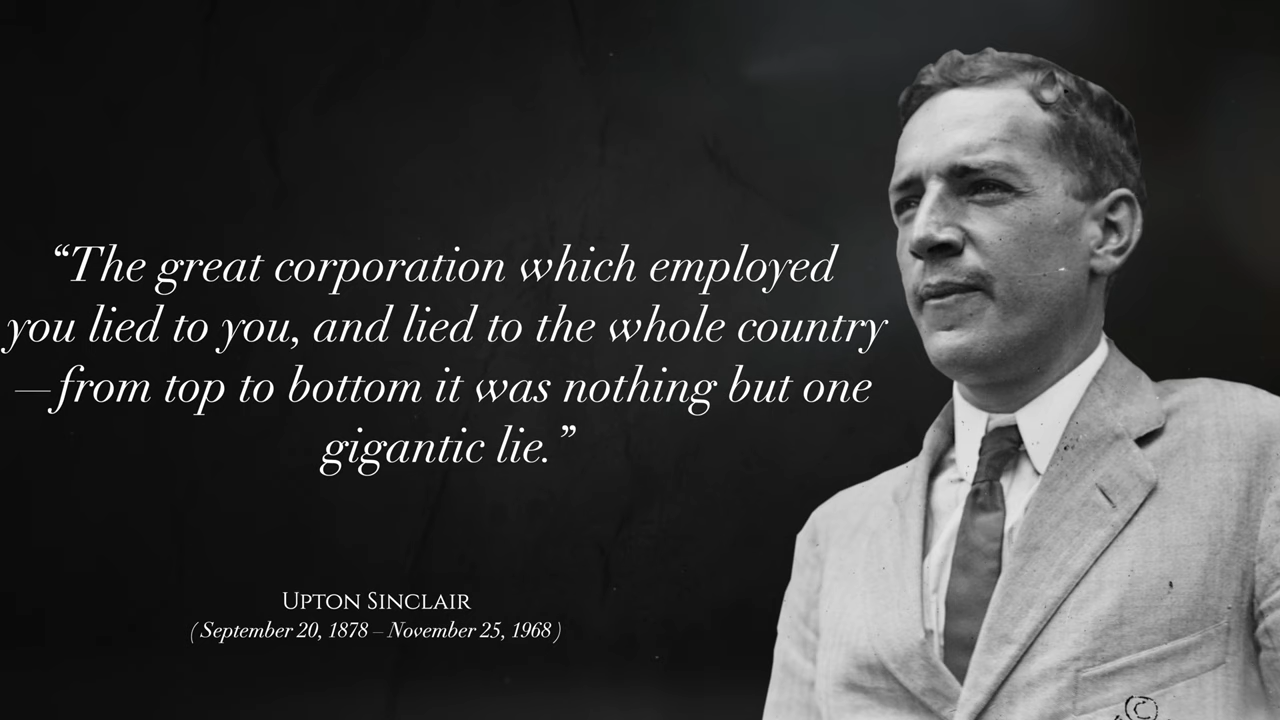 “The great corporation which employed
you lied to you, and lied to the whole country
—from top to bottom it was nothing but one
gigantic lie.”
Upton Sinclair
( September 20, 1878 – November 25, 1968 )